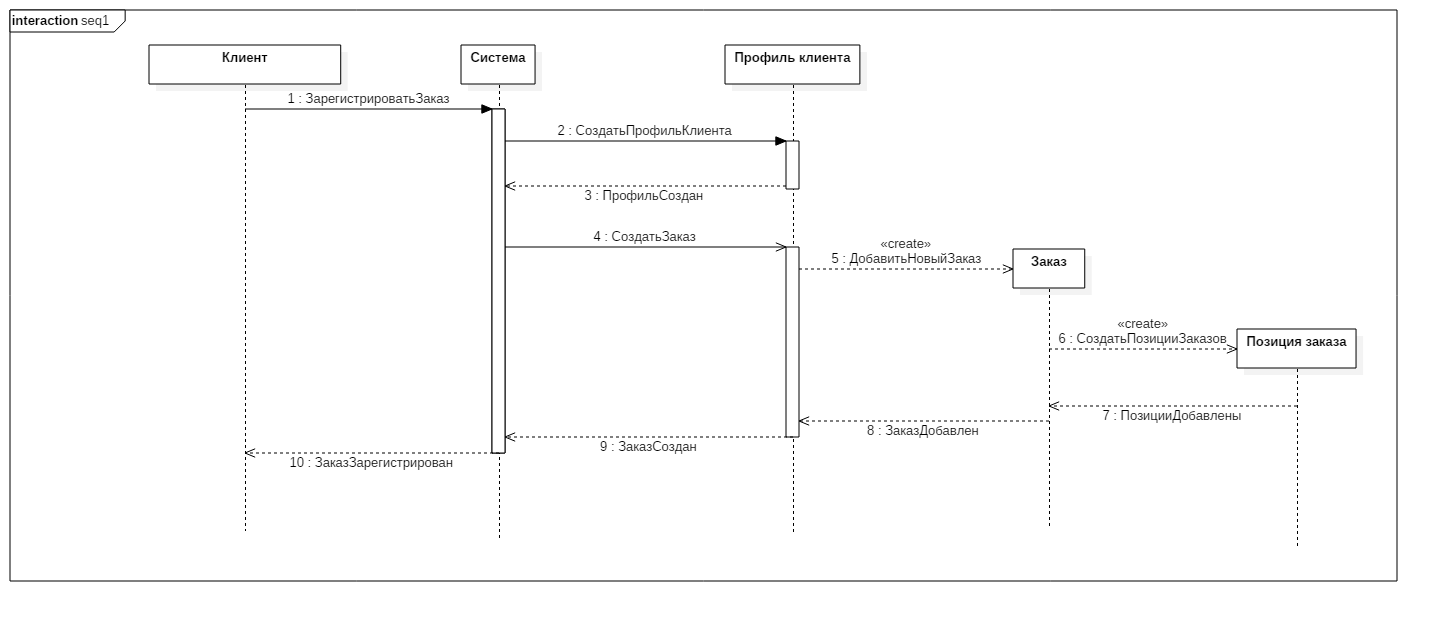 interaction seq1
Клиент
Система
Профиль клиента
1 : ЗарегистрироватьЗаказ
2 : СоздатьПрофильКлиента
3 : ПрофильСоздан
4 : СоздатьЗаказ
«create»
5 : ДобавитьНовыйЗаказ
Заказ
«create»
6 : СоздатьПозицииЗаказов
Позиция заказа
7 : ПозицииДобавлены
8 : ЗаказДобавлен
9 : ЗаказСоздан
10 : ЗаказЗарегистрирован